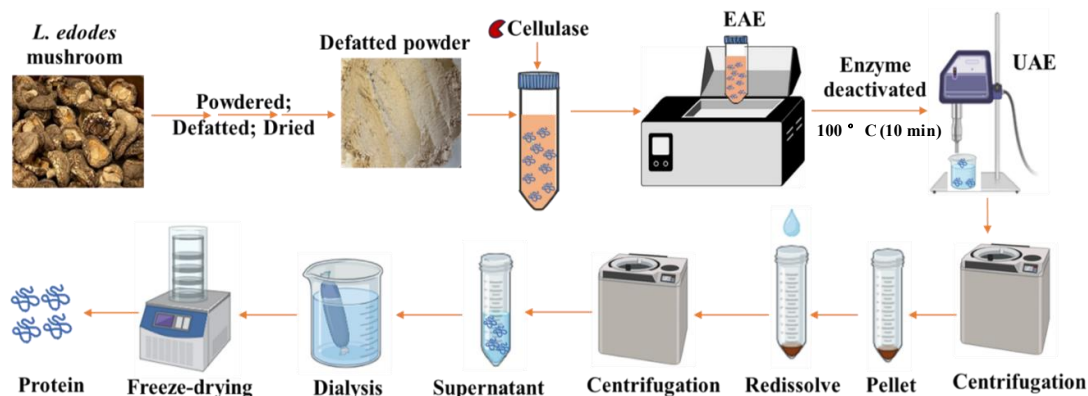 L. edodes
mushroom
Powdered;
Defatted; Dried
Defatted powder
Cellulase
EAE
Enzyme
deactivated
100 ° C (10 min)
UAE
Protein
Freeze-drying
Dialysis
Supernatant
Centrifugation
Redissolve
Pellet
Centrifugation